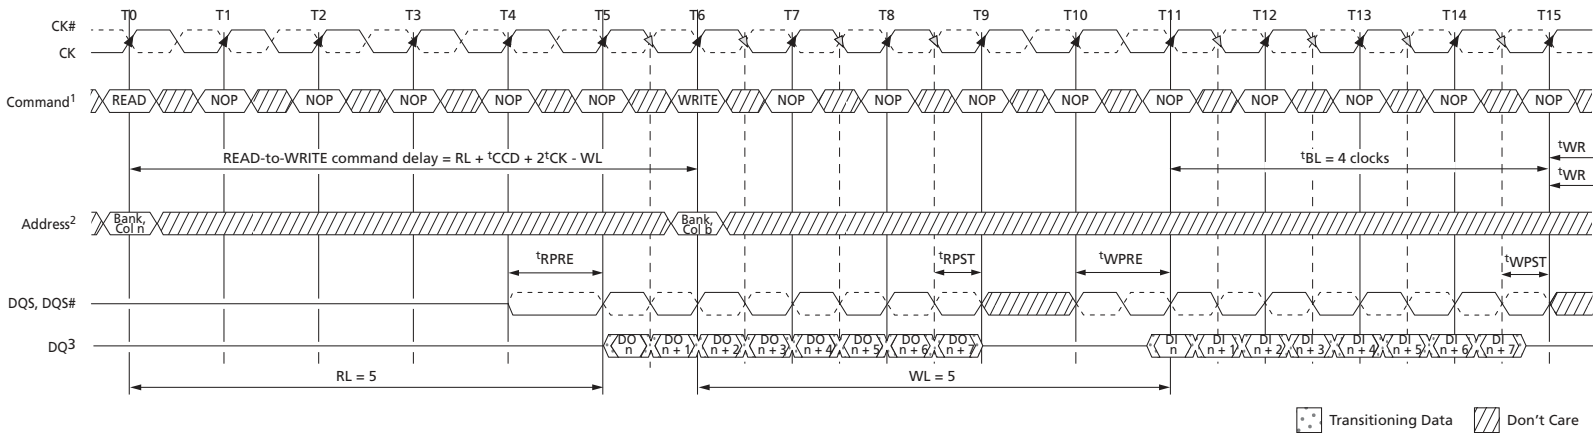 T0 T1 T2 T3 T4 T5 T6 T7 T8 T9 T10 T11 T12 T13 T14 T15
CK#
CK
Command1 READ NOP NOP NOP NOP NOP WRITE NOP NOP NOP NOP NOP NOP NOP NOP NOP
READ-to-WRITE command delay = RL + tCCD + 2tCK - WL
tBL = 4 clocks
tWR
tWR
Address2
Bank,
Col n
Bank,
Col b
tRPRE
tRPST
tWPRE
tWPST
DQS, DQS#
DQ3
DO
n
DO
n + 1
DO
n + 2
DO
n + 3
DO
n + 4
DO
n + 5
DO
n + 6
DO
n + 7
DI
n
DI
n + 1
DI
n + 2
DI
n + 3
DI
n + 4
DI
n + 5
DI
n + 6
DI
n + 7
RL = 5
WL = 5
Transitioning Data
Don't Care